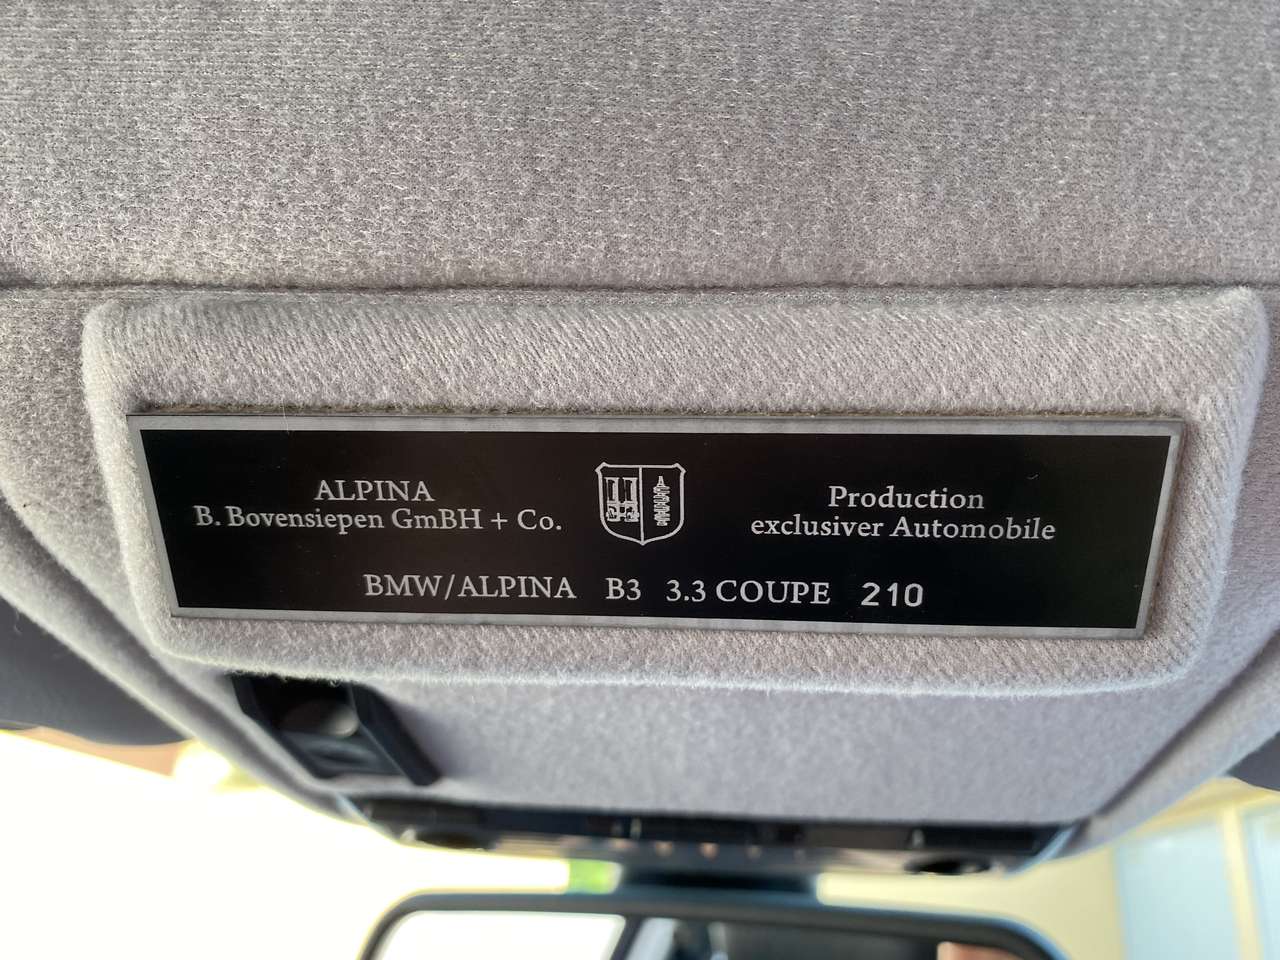 ALPINA
B. Bovensiepen GmBH + Co.
Production
exclusiver Automobile
BMW/ALPINA B3 3.3 COUPE 210